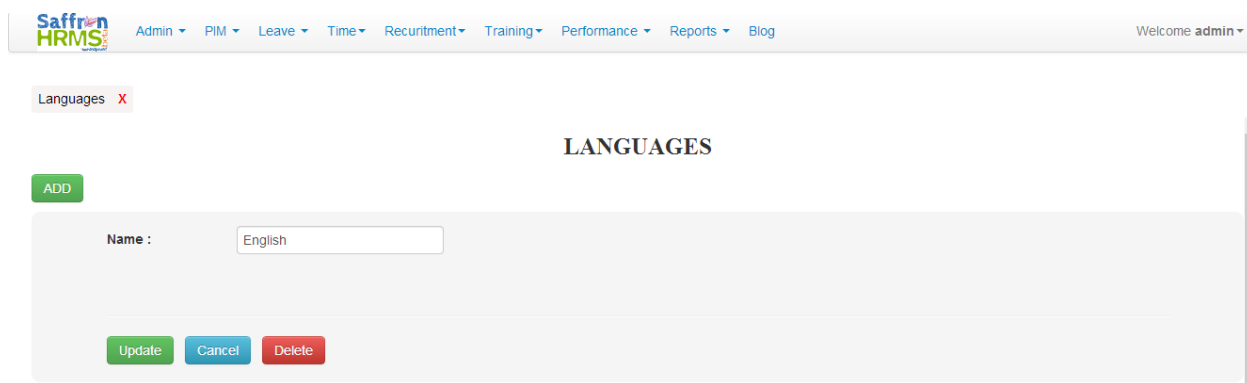 Saffron
HRMS
Admin PIM Leave Time Recuritment Training Performance Reports Blog Welcome admin
Languages X
LANGUAGES
ADD
Name : English
Update Cancel Delete